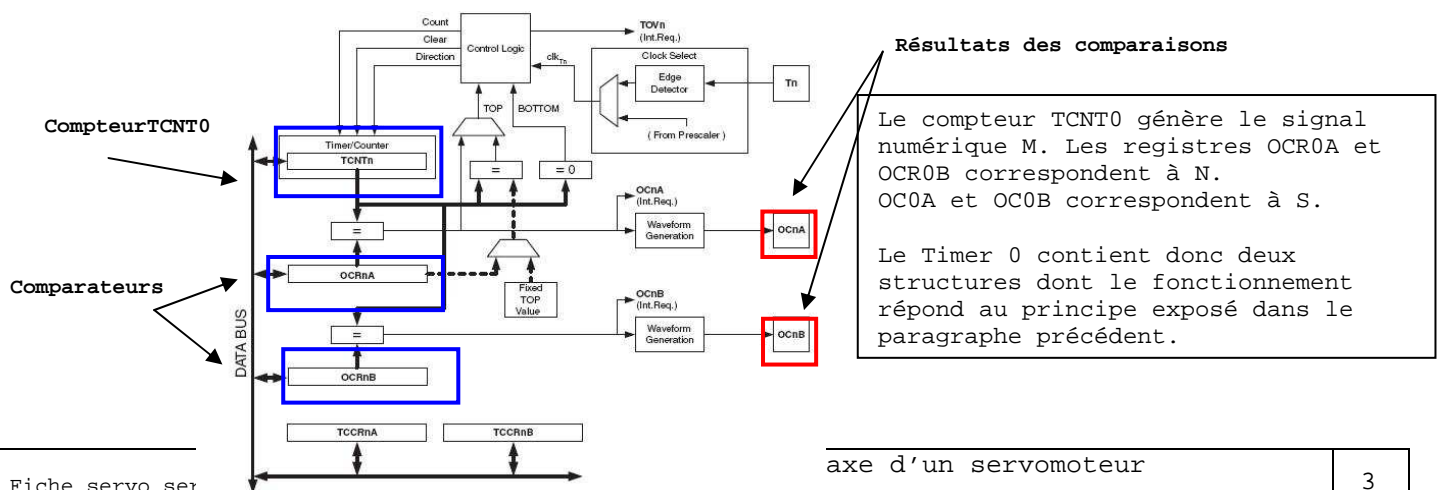 Count
Clear
Direction
Control Logic
TOVn
(Int.Req.)
clkTn
Clock Select
Edge
Detector
Tn
( From Prescaler )
TOP
BOTTOM
Résultats des comparaisons
CompteurTCNT0
Timer/Counter
TCNTn
=
= 0
=
OCnA
(Int.Req.)
Waveform
Generation
OCnA
OCRnA
Fixed
TOP
Value
Comparateurs
OCnB
(Int.Req.)
=
Waveform
Generation
OCnB
OCRnB
DATA BUS
TCCRnA
TCCRnB
Le compteur TCNT0 génère le signal
numérique M. Les registres OCR0A et
OCR0B correspondent à N.
OC0A et OC0B correspondent à S.
Le Timer 0 contient donc deux
structures dont le fonctionnement
répond au principe exposé dans le
paragraphe précédent.
axe d'un servomoteur
3
Fiche servo